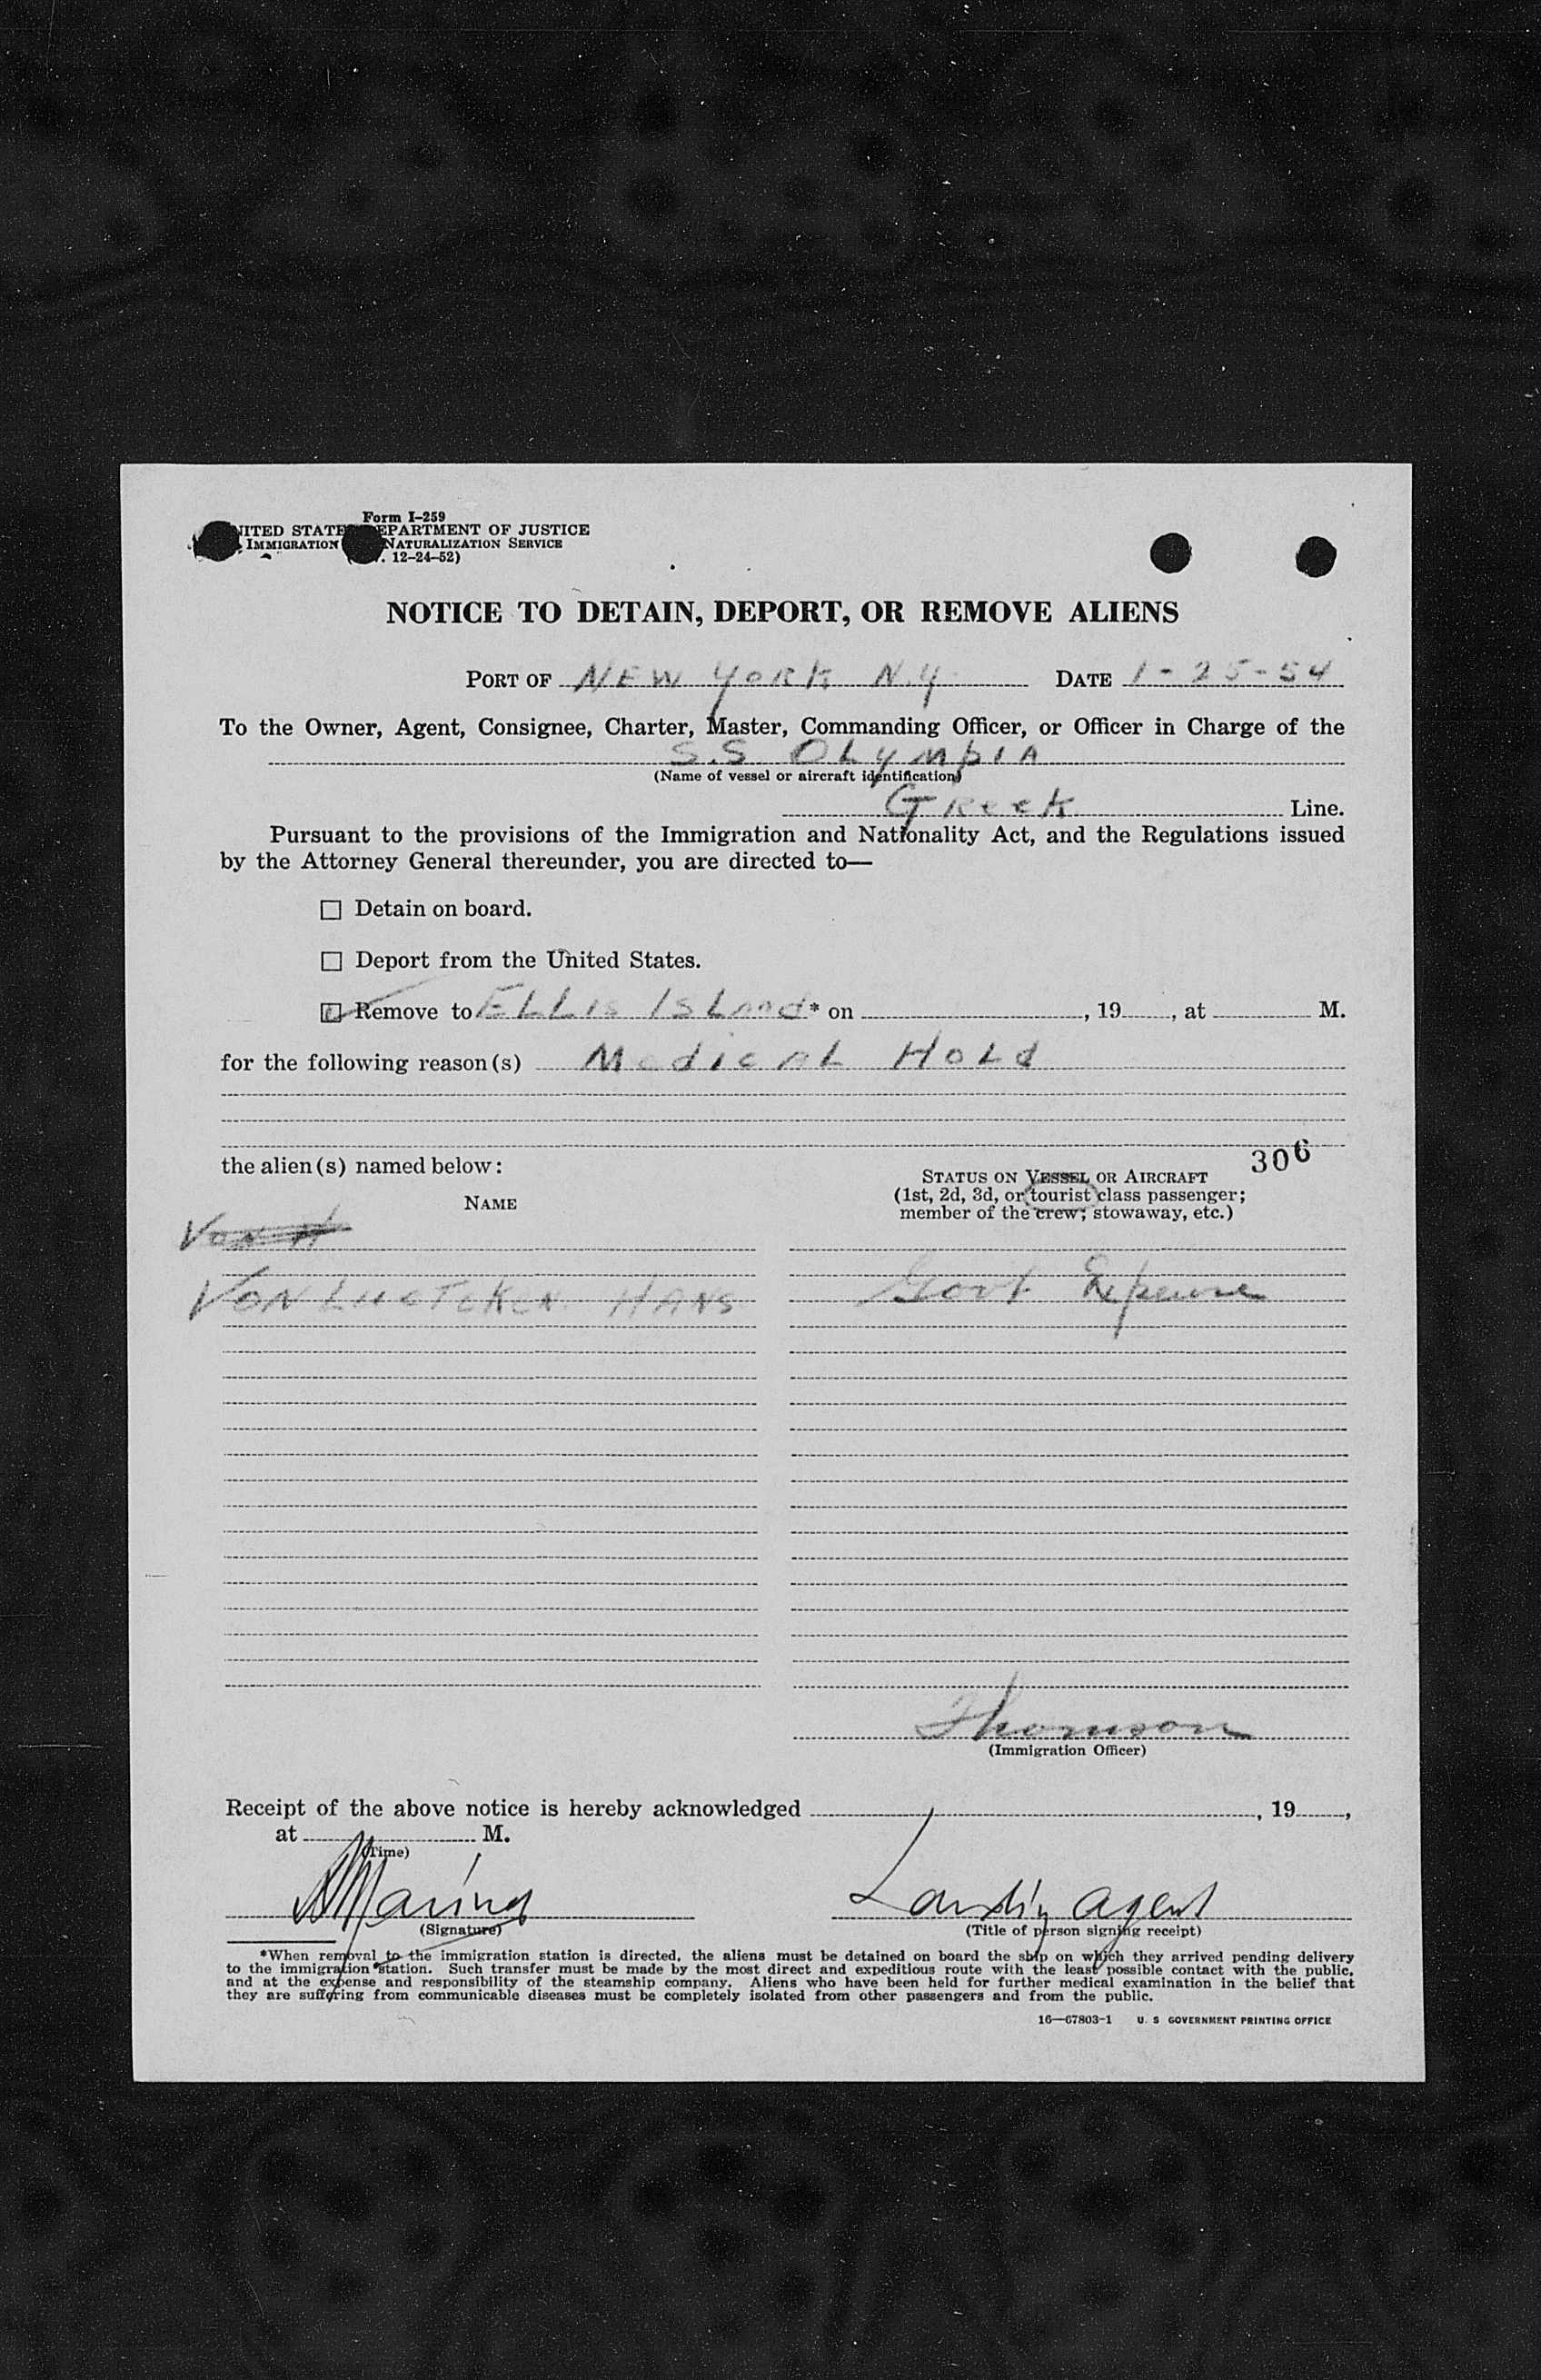 Form I-259
UNITED STATES DEPARTMENT OF JUSTICE
IMMIGRATION NATURALIZATION SERVICE
12-24-52)
NOTICE TO DETAIN, DEPORT, OR REMOVE ALIENS
PORT OF NEW YORK N.Y. DATE 1-25-54
To the Owner, Agent, Consignee, Charter, Master, Commanding Officer, or Officer in Charge of the
S.S OLYMPIA
(Name of vessel or aircraft identification)
Greek Line.
Pursuant to the provisions of the Immigration and Nationality Act, and the Regulations issued
by the Attorney General thereunder, you are directed to—
☐ Detain on board.
☐ Deport from the United States.
☑ Remove to ELLIS ISLand* on , 19 , at M.
for the following reason(s) MedicaL HoLd
the alien(s) named below:
306
STATUS ON VESSEL OR AIRCRAFT
(1st, 2d, 3d, or tourist class passenger;
member of the crew; stowaway, etc.)
NAME
VON
VON HANS Govt Expense
Thomson
(Immigration Officer)
Receipt of the above notice is hereby acknowledged , 19 ,
at M.
(Time)
Landing agent
(Signature) (Title of person signing receipt)
*When removal to the immigration station is directed, the aliens must be detained on board the ship on which they arrived pending delivery
to the immigration station. Such transfer must be made by the most direct and expeditious route with the least possible contact with the public,
and at the expense and responsibility of the steamship company. Aliens who have been held for further medical examination in the belief that
they are suffering from communicable diseases must be completely isolated from other passengers and from the public.
16—67803-1 U. S GOVERNMENT PRINTING OFFICE